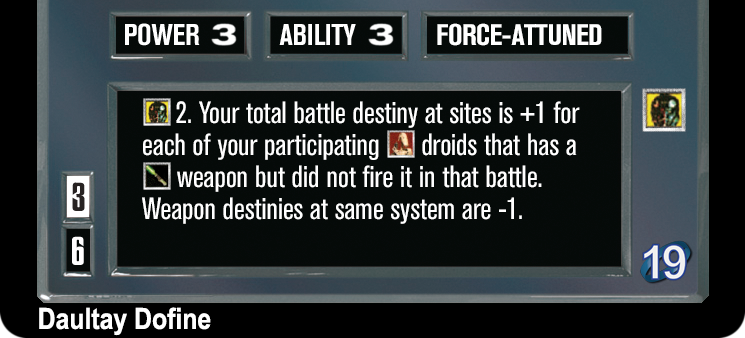 POWER 3 ABILITY 3 FORCE-ATTUNED
2. Your total battle destiny at sites is +1 for
each of your participating droids that has a
weapon but did not fire it in that battle.
Weapon destinies at same system are -1.
3
6
19
Daultay Dofine